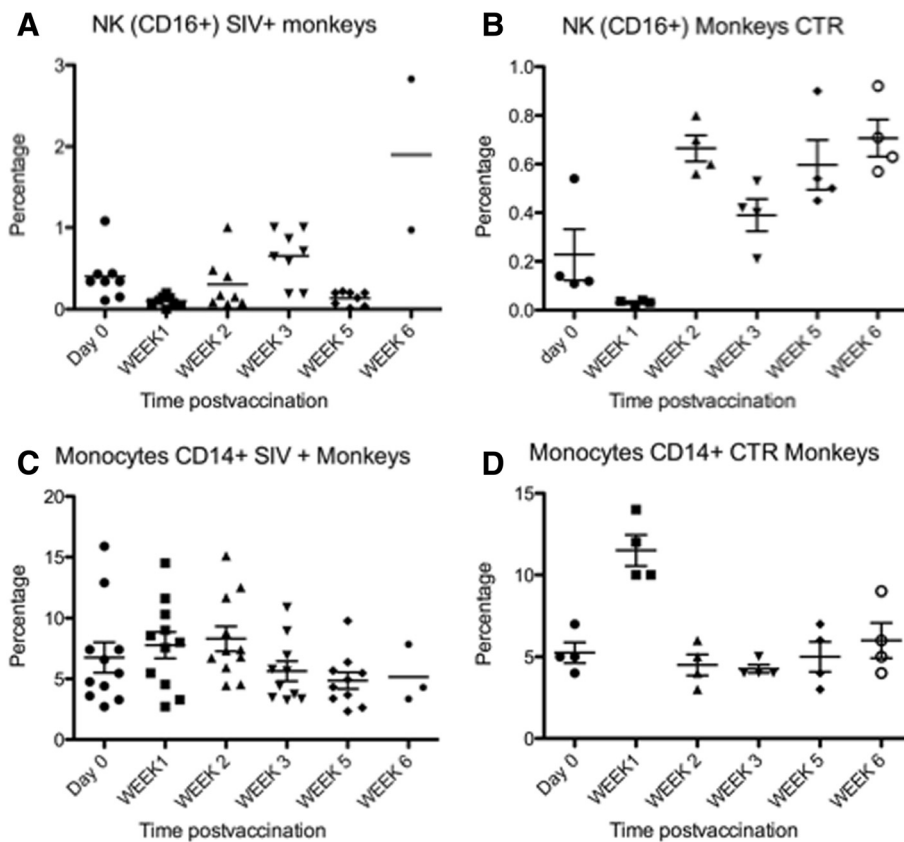 A
NK (CD16+) SIV+ monkeys
Percentage
3
2
1
0
Day 0
WEEK1
WEEK 2
WEEK 3
WEEK 5
WEEK 6
Time postvaccination
B
NK (CD16+) Monkeys CTR
Percentage
1.0
0.8
0.6
0.4
0.2
0.0
day 0
WEEK 1
WEEK 2
WEEK 3
WEEK 5
WEEK 6
Time postvaccination
C
Monocytes CD14+ SIV + Monkeys
Percentage
20
15
10
5
0
Day 0
WEEK1
WEEK 2
WEEK 3
WEEK 5
WEEK 6
Time postvaccination
D
Monocytes CD14+ CTR Monkeys
Percentage
15
10
5
0
Day 0
WEEK1
WEEK 2
WEEK 3
WEEK 5
WEEK 6
Time postvaccination